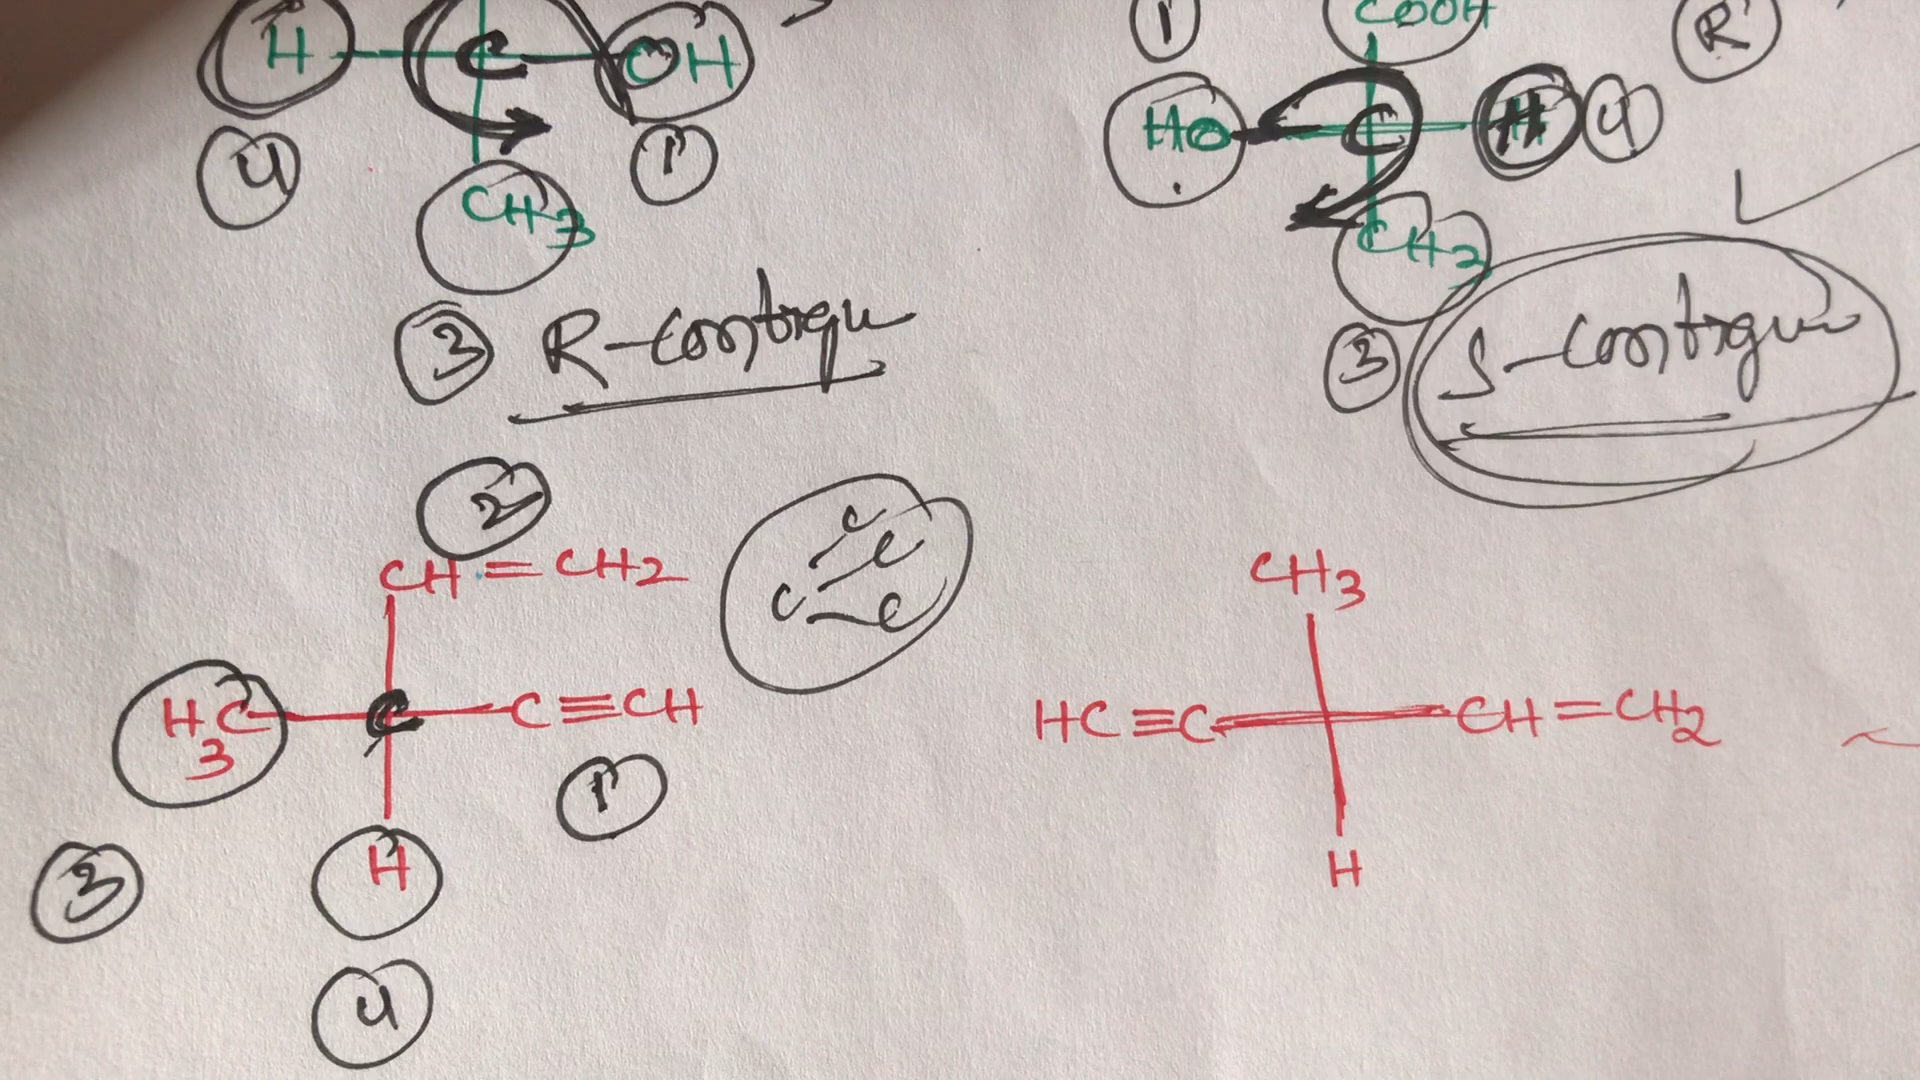 H C OH
4 CH3 1
3 R-Configu
1 COOH R
HO C H 4
CH3
3 S-Configu
2
CH=CH2
C C C C
H3C C C≡CH
1
3 H
4
CH3
HC≡C CH=CH2
H